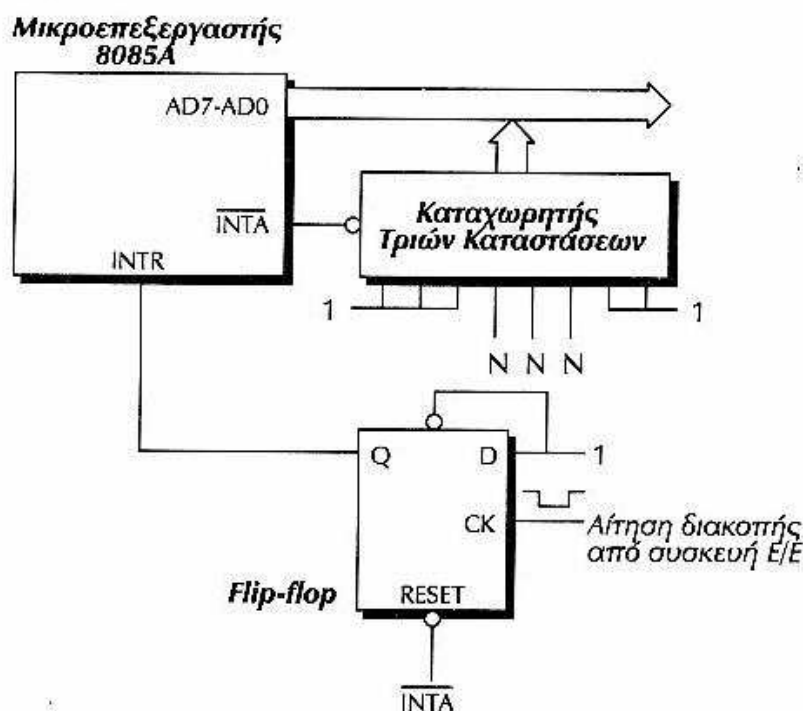 Μικροεπεξεργαστής
8085A
AD7-AD0
INTA
INTR
Καταχωρητής
Τριών Καταστάσεων
1
1
N N N
Q
D
1
CK
Αίτηση διακοπής
από συσκευή Ε/Ε
Flip-flop
RESET
INTA